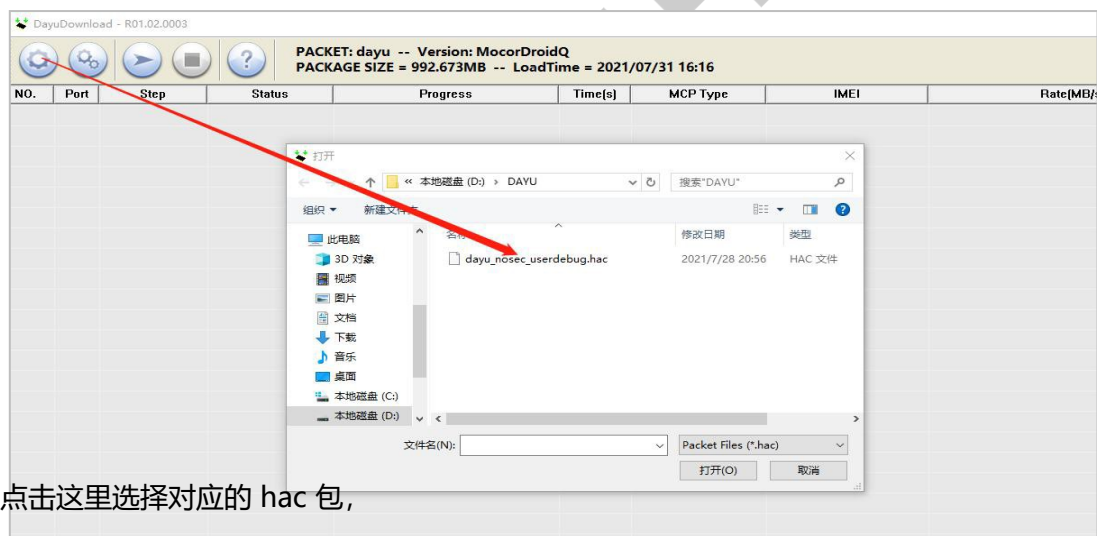 DayuDownload - R01.02.0003
PACKET: dayu -- Version: MocorDroidQ
PACKAGE SIZE = 992.673MB -- LoadTime = 2021/07/31 16:16
NO. Port Step Status Progress Time(s) MCP Type IMEI Rate(MB/s
打开
« 本地磁盘 (D:) › DAYU 搜索"DAYU"
组织 新建文件
修改日期 类型
此电脑
3D 对象 dayu_nosec_userdebug.hac 2021/7/28 20:56 HAC 文件
视频
图片
文档
下载
音乐
桌面
本地磁盘 (C:)
本地磁盘 (D:)
文件名(N): Packet Files (*.hac)
打开(O) 取消
点击这里选择对应的 hac 包，